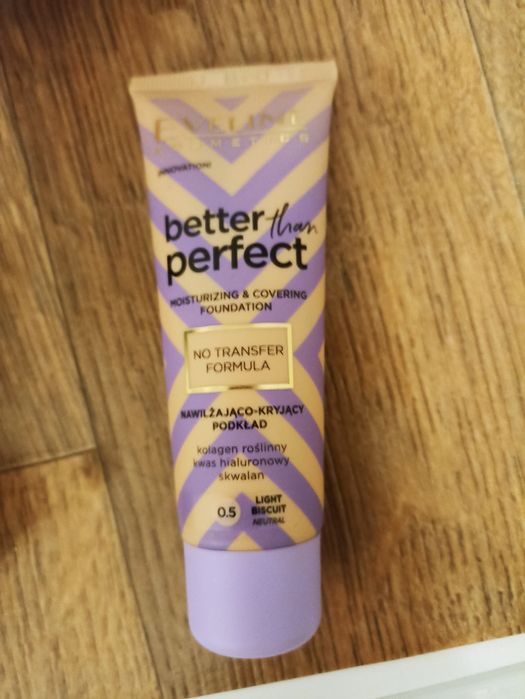 EVELINE
COSMETICS
INNOVATION!
better than
perfect
MOISTURIZING & COVERING
FOUNDATION
NO TRANSFER
FORMULA
NAWILŻAJĄCO-KRYJĄCY
PODKŁAD
kolagen roślinny
kwas hialuronowy
skwalan
0.5 LIGHT
BISCUIT
NEUTRAL